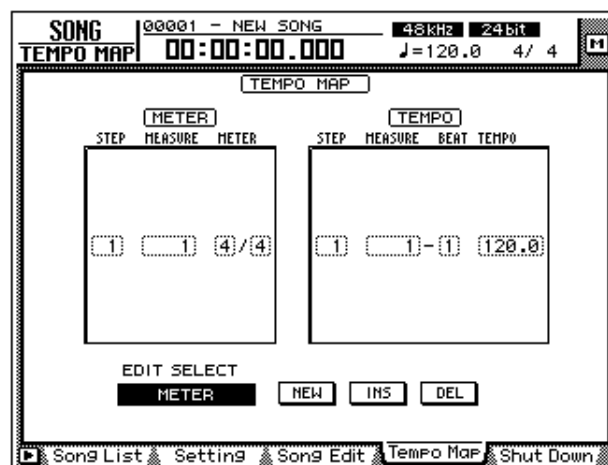 SONG 00001 - NEW SONG 48kHz 24bit M
TEMPO MAP 00:00:00.000 ♩=120.0 4/ 4
TEMPO MAP
METER TEMPO
STEP MEASURE METER STEP MEASURE BEAT TEMPO
1 1 4/4 1 1-1 120.0
EDIT SELECT
METER NEW INS DEL
Song List Setting Song Edit Tempo Map Shut Down